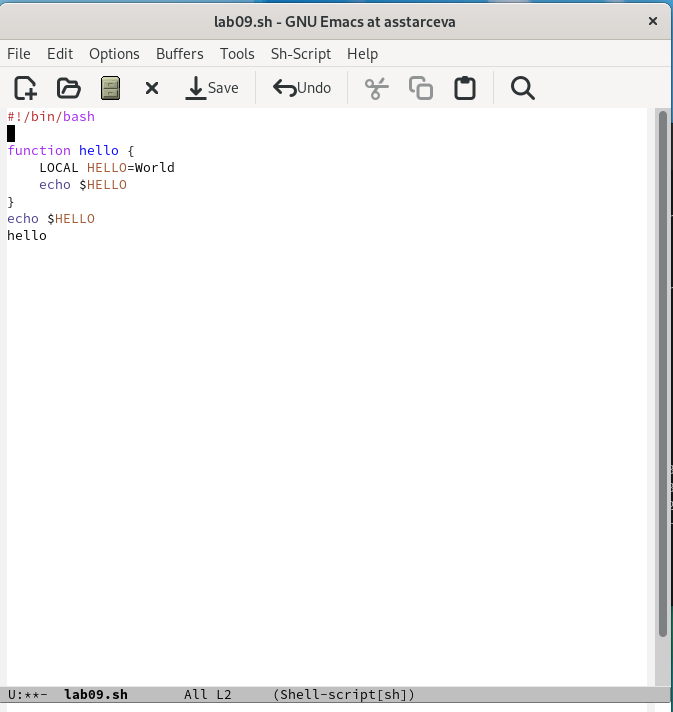 lab09.sh - GNU Emacs at asstarceva
File Edit Options Buffers Tools Sh-Script Help
Save Undo
#!/bin/bash
function hello {
    LOCAL HELLO=World
    echo $HELLO
}
echo $HELLO
hello
U:**- lab09.sh All L2 (Shell-script[sh])